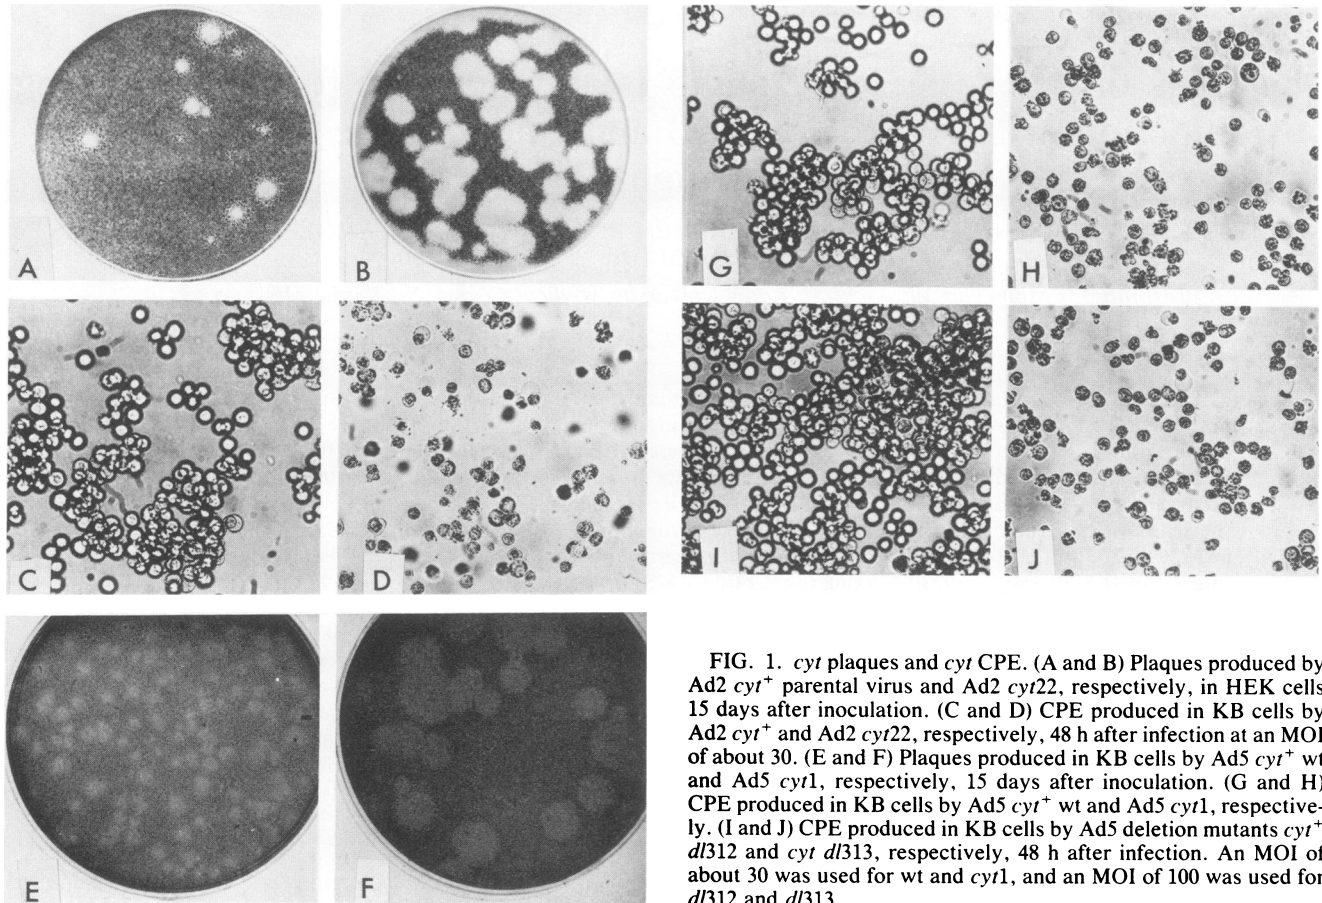 A
B
C
D
E
F
G
H
I
J
FIG. 1. cyt plaques and cyt CPE. (A and B) Plaques produced by
Ad2 cyt+ parental virus and Ad2 cyt22, respectively, in HEK cells
15 days after inoculation. (C and D) CPE produced in KB cells by
Ad2 cyt+ and Ad2 cyt22, respectively, 48 h after infection at an MOI
of about 30. (E and F) Plaques produced in KB cells by Ad5 cyt+ wt
and Ad5 cyt1, respectively, 15 days after inoculation. (G and H)
CPE produced in KB cells by Ad5 cyt+ wt and Ad5 cyt1, respective-
ly. (I and J) CPE produced in KB cells by Ad5 deletion mutants cyt+
dl312 and cyt dl313, respectively, 48 h after infection. An MOI of
about 30 was used for wt and cyt1, and an MOI of 100 was used for
dl312 and dl313.